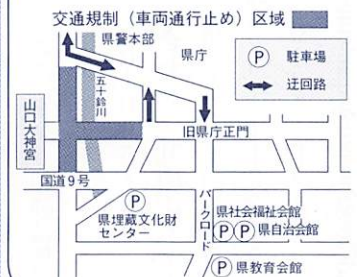 交通規制（車両通行止め）区域
県警本部
県庁
Ⓟ 駐車場
迂回路
五十鈴川
山口大神宮
旧県庁正門
国道9号
Ⓟ
県埋蔵文化財
センター
パークロード
県社会福祉会館
ⓅⓅ 県自治会館
Ⓟ 県教育会館